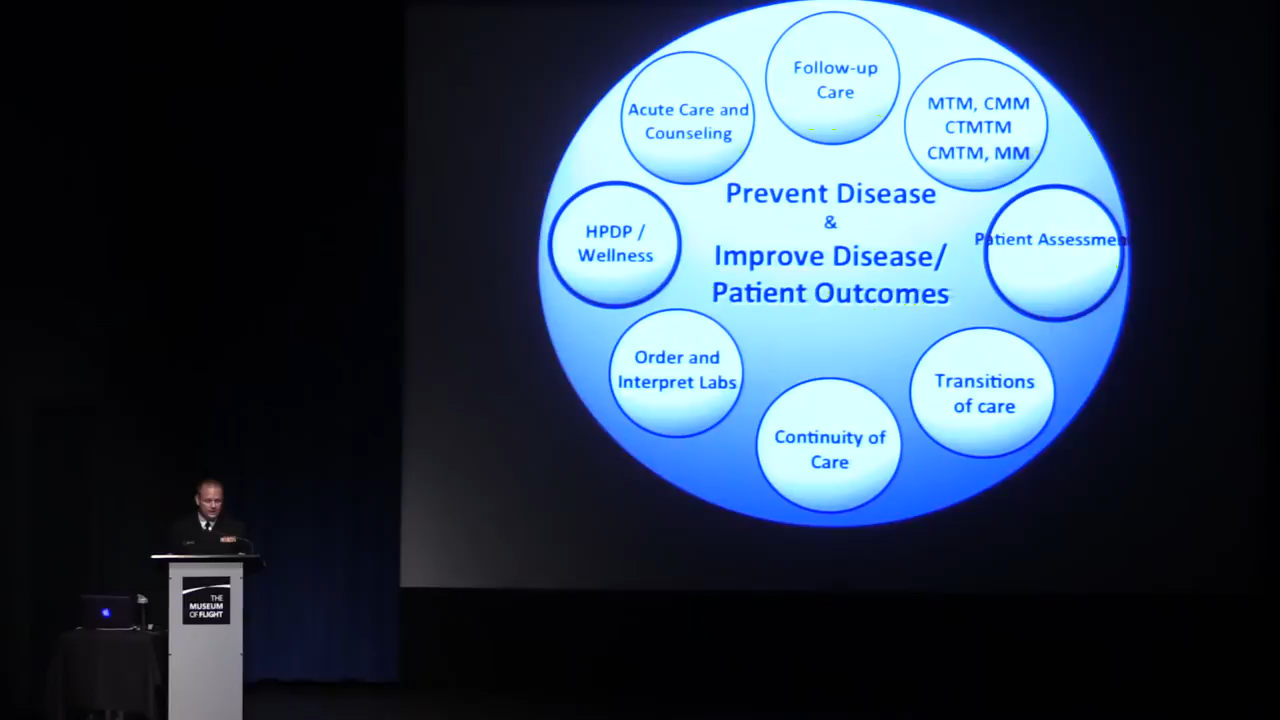 Follow-up
Care
Acute Care and
Counseling
MTM, CMM
CTMTM
CMTM, MM
Prevent Disease
&
Improve Disease/
Patient Outcomes
HPDP /
Wellness
Patient Assessmen
Order and
Interpret Labs
Transitions
of care
Continuity of
Care
THE
MUSEUM
OF FLIGHT